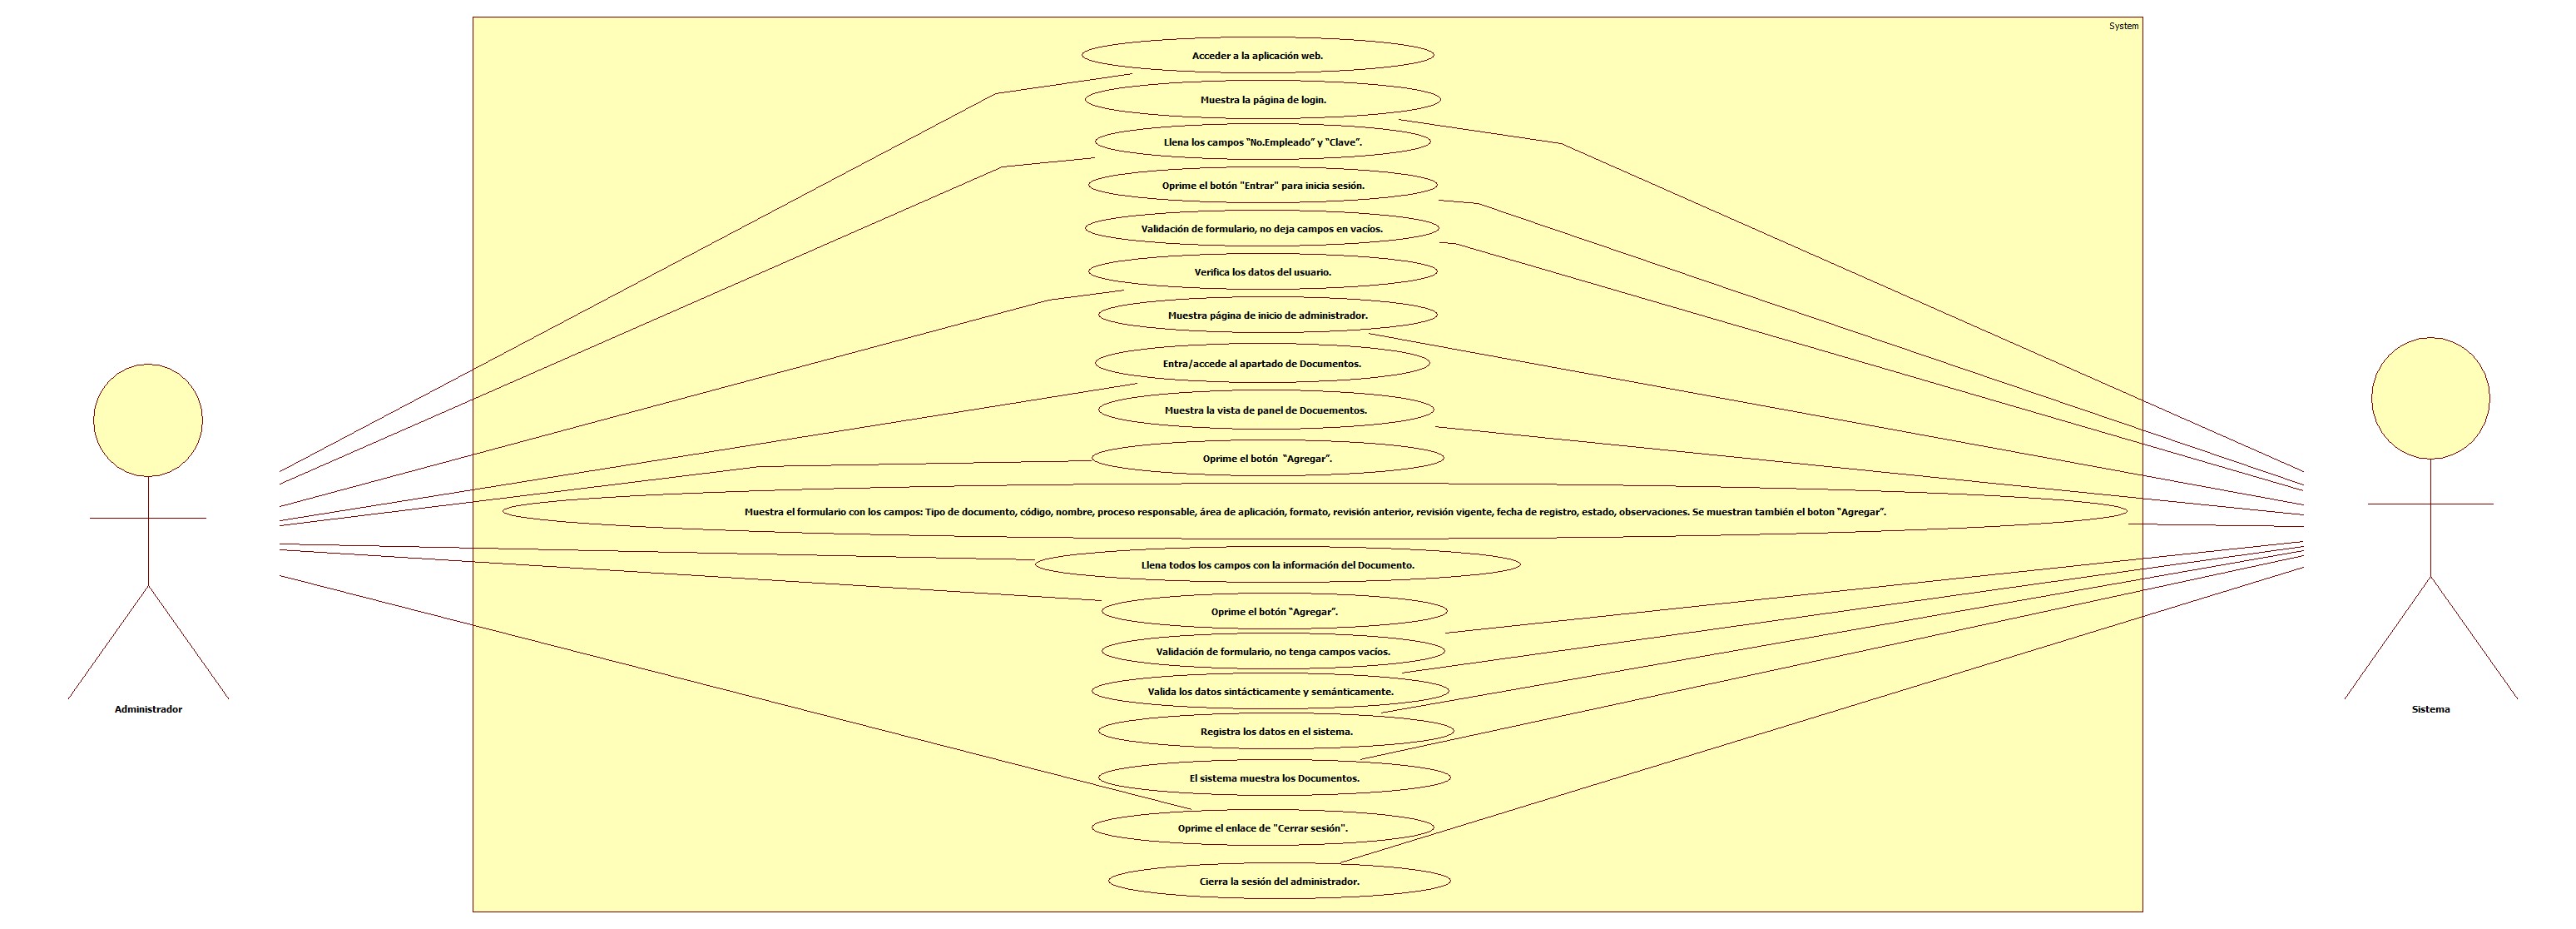 System
Acceder a la aplicación web.
Muestra la página de login.
Llena los campos “No.Empleado” y “Clave”.
Oprime el botón "Entrar" para inicia sesión.
Validación de formulario, no deja campos en vacíos.
Verifica los datos del usuario.
Muestra página de inicio de administrador.
Entra/accede al apartado de Documentos.
Muestra la vista de panel de Docuementos.
Oprime el botón “Agregar”.
Muestra el formulario con los campos: Tipo de documento, código, nombre, proceso responsable, área de aplicación, formato, revisión anterior, revisión vigente, fecha de registro, estado, observaciones. Se muestran también el boton “Agregar”.
Llena todos los campos con la información del Documento.
Oprime el botón “Agregar”.
Validación de formulario, no tenga campos vacíos.
Valida los datos sintácticamente y semánticamente.
Registra los datos en el sistema.
El sistema muestra los Documentos.
Oprime el enlace de "Cerrar sesión".
Cierra la sesión del administrador.
Administrador
Sistema